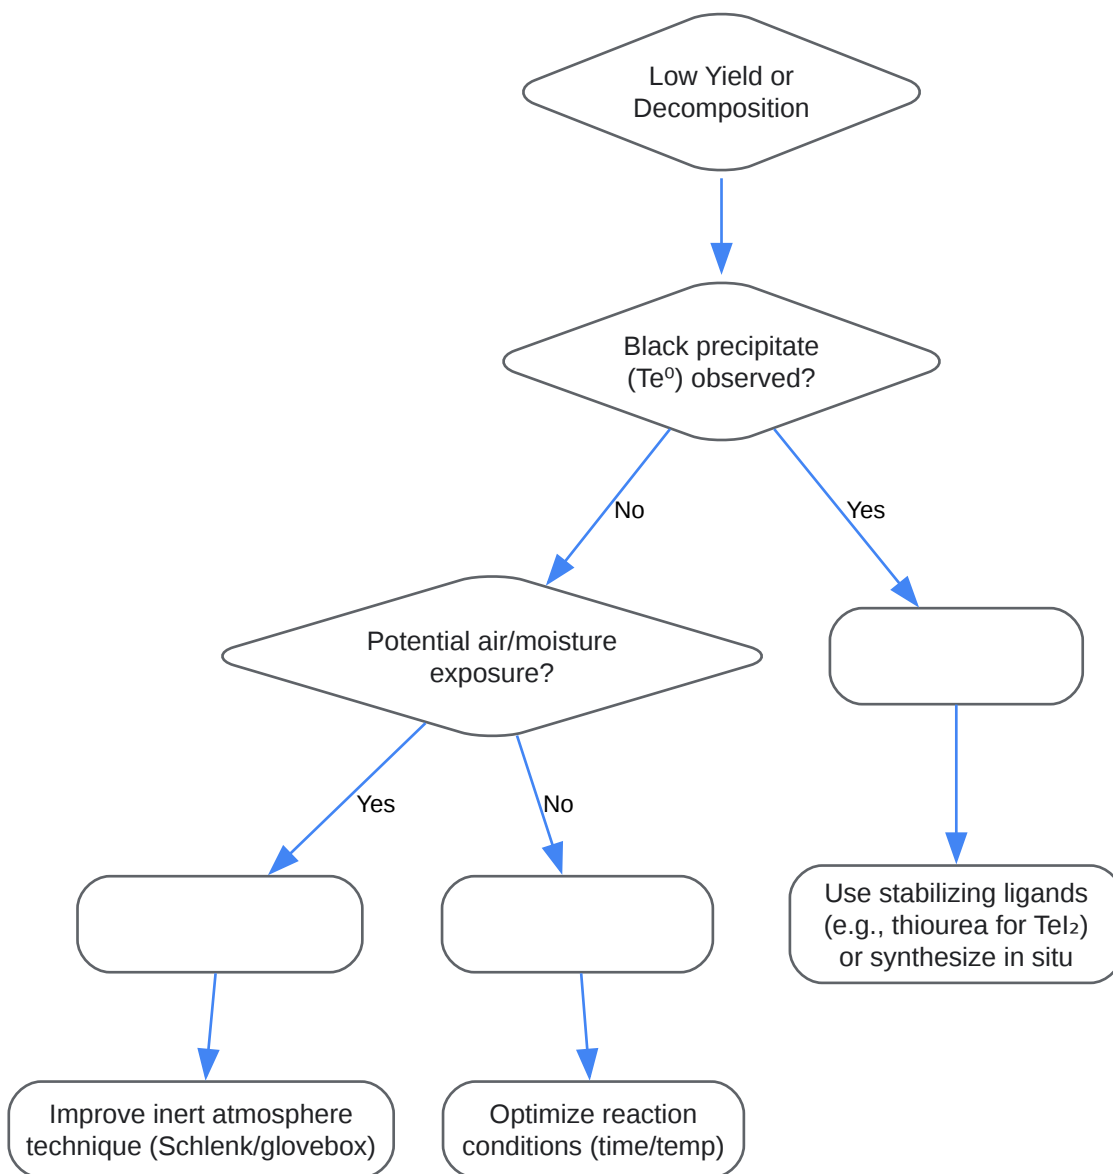 Low Yield or
Decomposition
Black precipitate
(Te⁰) observed?
No
Yes
Potential air/moisture
exposure?
Yes
No
Use stabilizing ligands
(e.g., thiourea for TeI₂)
or synthesize in situ
Improve inert atmosphere
technique (Schlenk/glovebox)
Optimize reaction
conditions (time/temp)